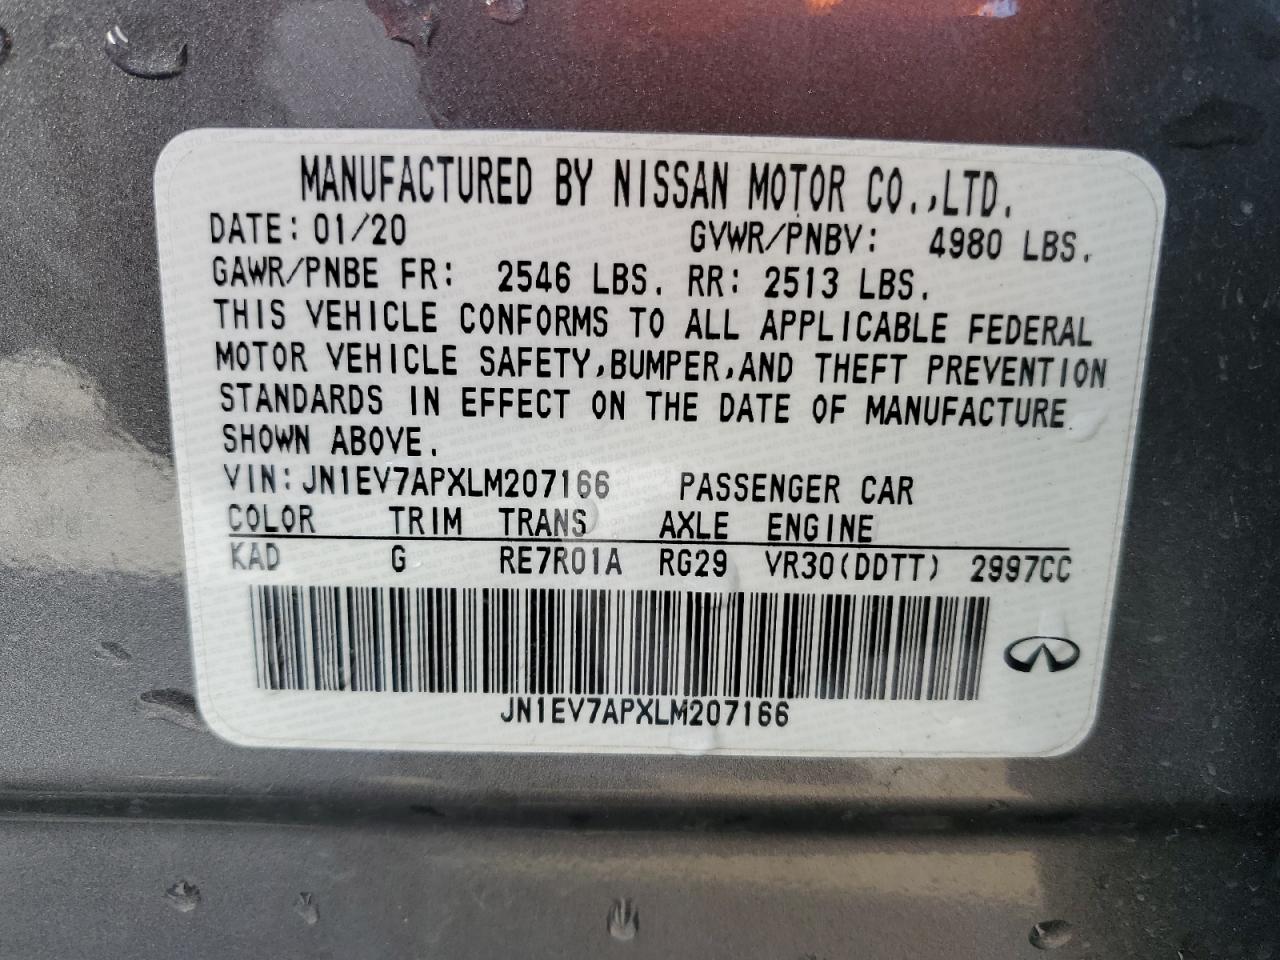 MANUFACTURED BY NISSAN MOTOR CO.,LTD.
DATE: 01/20 GVWR/PNBV: 4980 LBS.
GAWR/PNBE FR: 2546 LBS. RR: 2513 LBS.
THIS VEHICLE CONFORMS TO ALL APPLICABLE FEDERAL
MOTOR VEHICLE SAFETY,BUMPER,AND THEFT PREVENTION
STANDARDS IN EFFECT ON THE DATE OF MANUFACTURE
SHOWN ABOVE.
VIN:JN1EV7APXLM207166 PASSENGER CAR
COLOR TRIM TRANS AXLE ENGINE
KAD G RE7R01A RG29 VR30(DDTT) 2997CC
JN1EV7APXLM207166